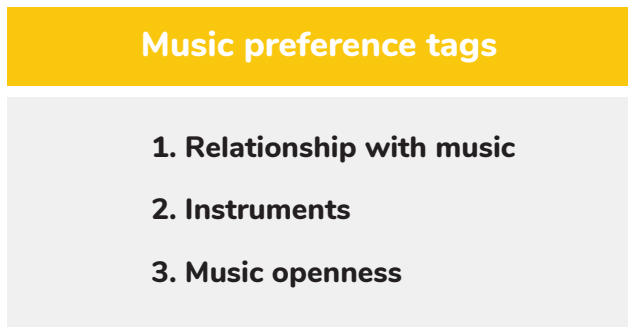 Music preference tags
1. Relationship with music
2. Instruments
3. Music openness